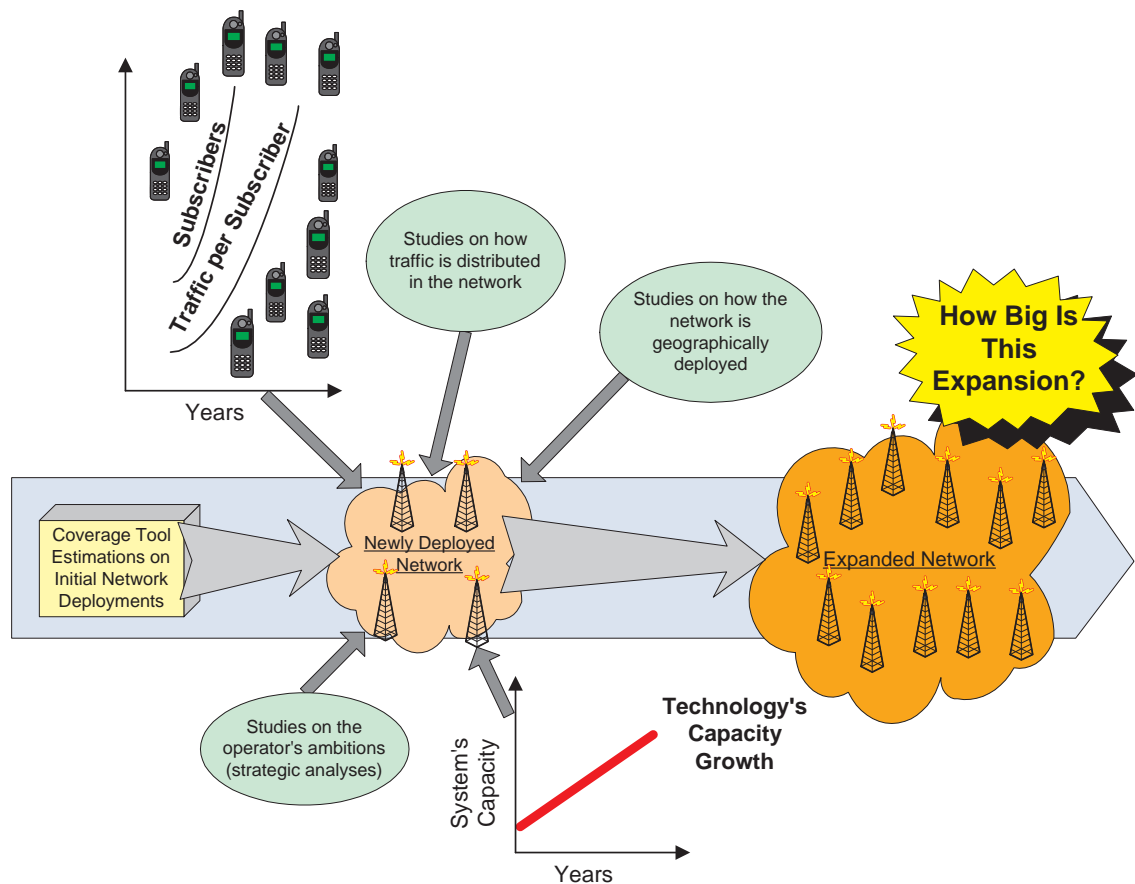 Subscribers
Traffic per Subscriber
Years
Studies on how
traffic is distributed
in the network
Studies on how the
network is
geographically
deployed
How Big Is
This
Expansion?
Coverage Tool
Estimations on
Initial Network
Deployments
Newly Deployed
Network
Expanded Network
Studies on the
operator's ambitions
(strategic analyses)
System's
Capacity
Technology's
Capacity
Growth
Years